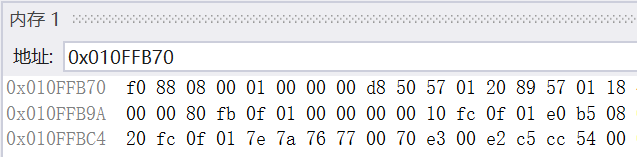 内存 1
地址: 0x010FFB70
0x010FFB70 f0 88 08 00 01 00 00 00 d8 50 57 01 20 89 57 01 18
0x010FFB9A 00 00 80 fb 0f 01 00 00 00 00 10 fc 0f 01 e0 b5 08
0x010FFBC4 20 fc 0f 01 7e 7a 76 77 00 70 e3 00 e2 c5 cc 54 00